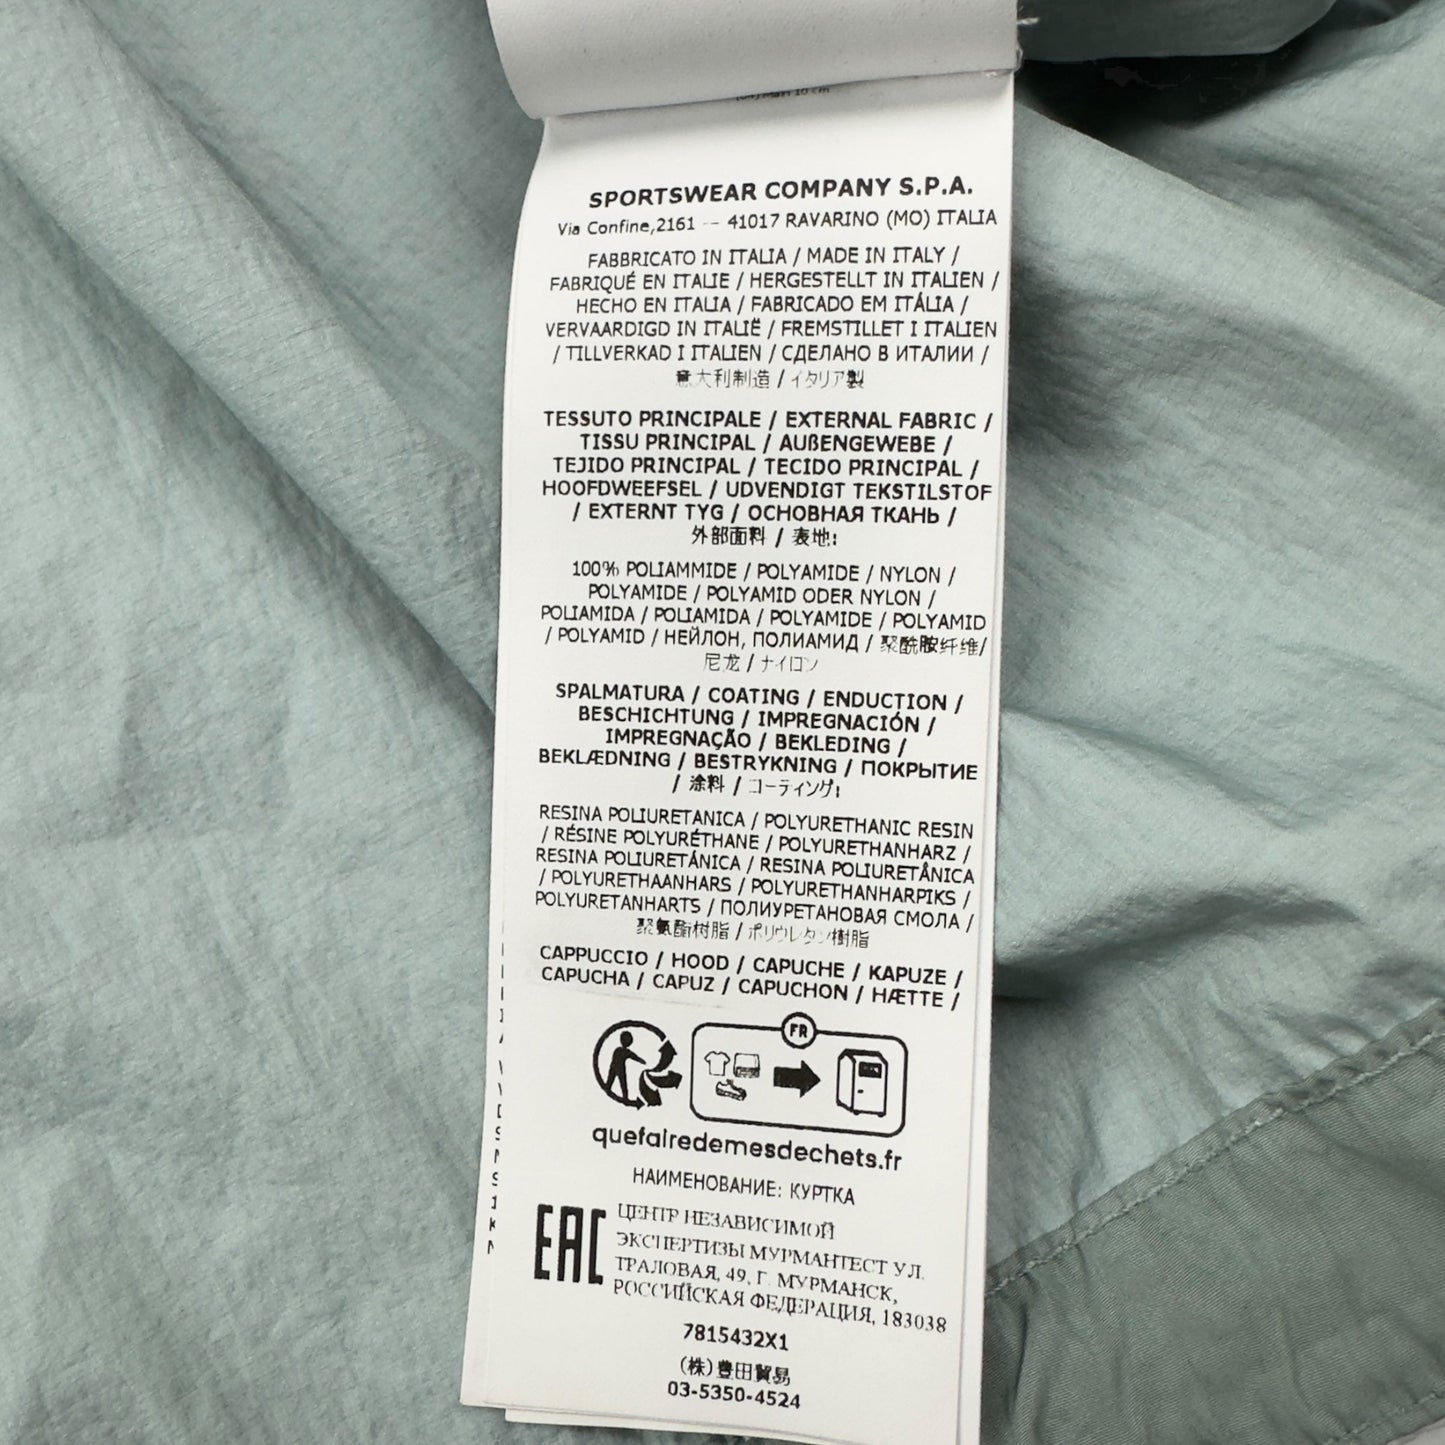 SPORTSWEAR COMPANY S.P.A.
Via Confine,2161 -- 41017 RAVARINO (MO) ITALIA
FABBRICATO IN ITALIA / MADE IN ITALY /
FABRIQUÉ EN ITALIE / HERGESTELLT IN ITALIEN /
HECHO EN ITALIA / FABRICADO EM ITÁLIA /
VERVAARDIGD IN ITALIË / FREMSTILLET I ITALIEN
/ TILLVERKAD I ITALIEN / СДЕЛАНО В ИТАЛИИ /
意大利制造 / イタリア製
TESSUTO PRINCIPALE / EXTERNAL FABRIC /
TISSU PRINCIPAL / AUßENGEWEBE /
TEJIDO PRINCIPAL / TECIDO PRINCIPAL /
HOOFDWEEFSEL / UDVENDIGT TEKSTILSTOF
/ EXTERNT TYG / ОСНОВНАЯ ТКАНЬ /
外部面料 / 表地:
100% POLIAMMIDE / POLYAMIDE / NYLON /
POLYAMIDE / POLYAMID ODER NYLON /
POLIAMIDA / POLIAMIDA / POLYAMIDE / POLYAMID
/ POLYAMID / НЕЙЛОН, ПОЛИАМИД / 聚酰胺纤维/
尼龙 / ナイロン
SPALMATURA / COATING / ENDUCTION /
BESCHICHTUNG / IMPREGNACIÓN /
IMPREGNAÇÃO / BEKLEDING /
BEKLÆDNING / BESTRYKNING / ПОКРЫТИЕ
/ 涂料 / コーティング:
RESINA POLIURETANICA / POLYURETHANIC RESIN
/ RÉSINE POLYURÉTHANE / POLYURETHANHARZ /
RESINA POLIURETÁNICA / RESINA POLIURETÂNICA
/ POLYURETHAANHARS / POLYURETHANHARPIKS /
POLYURETANHARTS / ПОЛИУРЕТАНОВАЯ СМОЛА /
聚氨酯树脂 / ポリウレタン樹脂
CAPPUCCIO / HOOD / CAPUCHE / KAPUZE /
CAPUCHA / CAPUZ / CAPUCHON / HÆTTE /
FR
quefairedemesdechets.fr
НАИМЕНОВАНИЕ: КУРТКА
EAC
ЦЕНТР НЕЗАВИСИМОЙ
ЭКСПЕРТИЗЫ МУРМАНТЕСТ УЛ.
ТРАЛОВАЯ, 49, Г. МУРМАНСК,
РОССИЙСКАЯ ФЕДЕРАЦИЯ, 183038
7815432X1
(株)豊田貿易
03-5350-4524